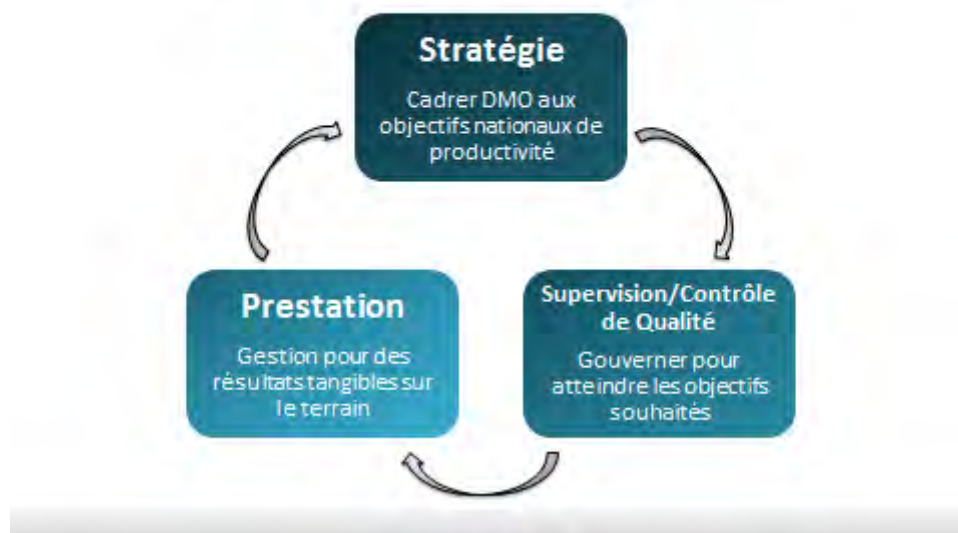 Stratégie
Cadrer DMO aux
objectifs nationaux de
productivité
Prestation
Gestion pour des
résultats tangibles sur
le terrain
Supervision/Contrôle
de Qualité
Gouverner pour
atteindre les objectifs
souhaités